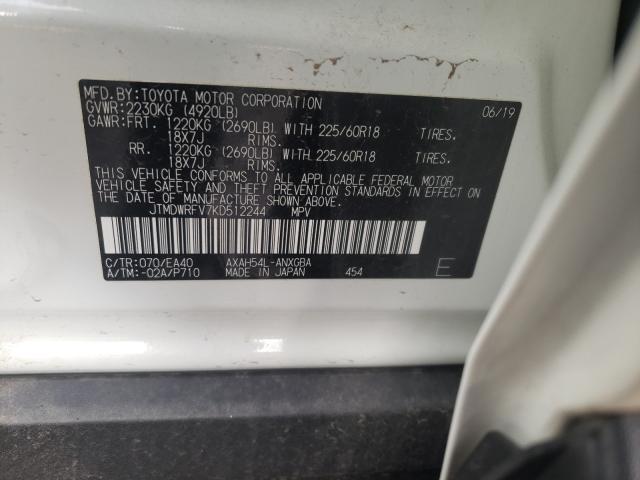 MFD.BY:TOYOTA MOTOR CORPORATION 06/19
GVWR:2230KG (4920LB)
GAWR:FRT. 1220KG (2690LB) WITH 225/60R18 TIRES.
18X7J RIMS.
RR. 1220KG (2690LB) WITH 225/60R18 TIRES.
18X7J RIMS.
THIS VEHICLE CONFORMS TO ALL APPLICABLE FEDERAL MOTOR
VEHICLE SAFETY AND THEFT PREVENTION STANDARDS IN EFFECT ON
THE DATE OF MANUFACTURE SHOWN ABOVE.
JTMDWRFV7KD512244 MPV
C/TR:070/EA40 AXAH54L-ANXGBA
A/TM:-02A/P710 MADE IN JAPAN 454 E